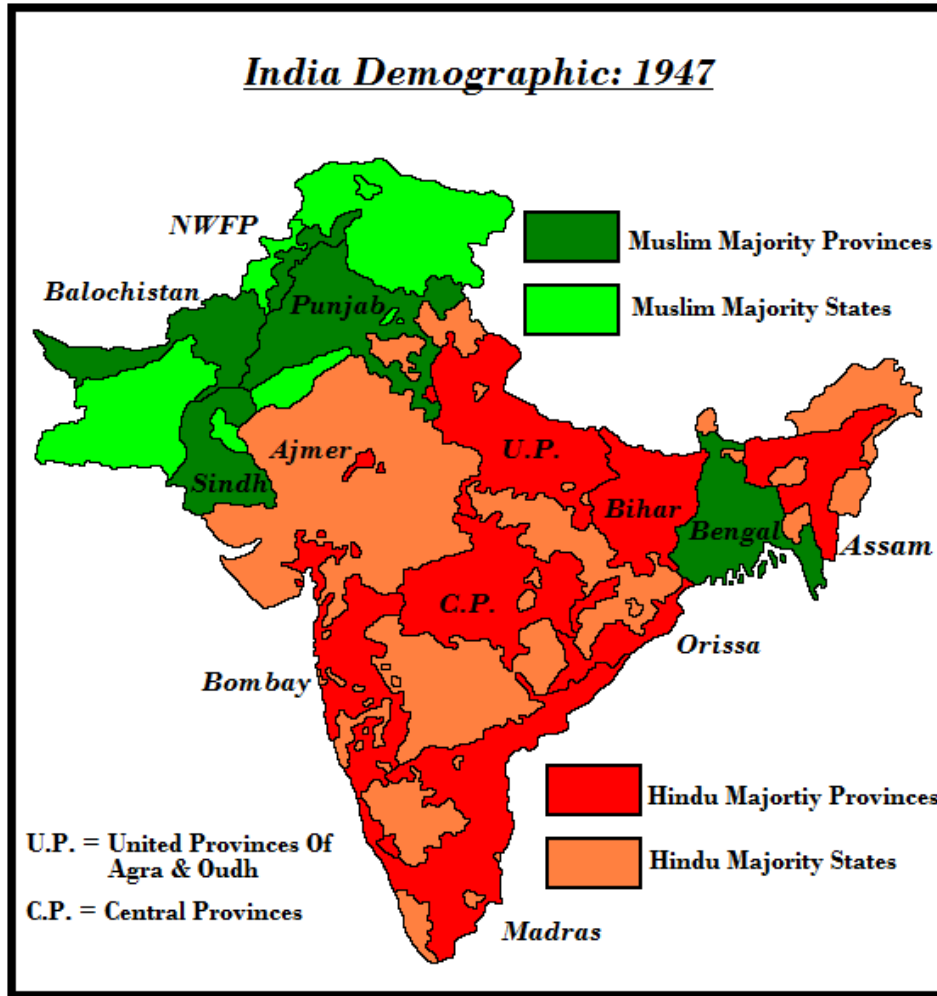 India Demographic: 1947
NWFP
Muslim Majority Provinces
Balochistan
Punjab
Muslim Majority States
Ajmer
U.P.
Sindh
Bihar
Bengal
Assam
C.P.
Orissa
Bombay
Hindu Majortiy Provinces
U.P. = United Provinces Of
Agra & Oudh
Hindu Majority States
C.P. = Central Provinces
Madras